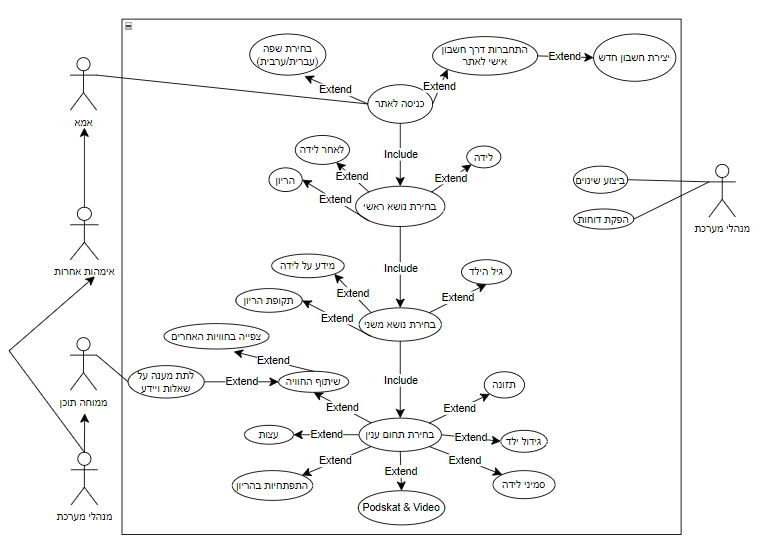 בחירת שפה
(עברית/ערבית)
התחברות דרך חשבון
אישי לאתר
Extend
יצירת חשבון חדש
Extend
Extend
כניסה לאתר
אמא
Include
לאחר לידה
לידה
Extend
Extend
הריון
Extend
בחירת נושא ראשי
ביצוע שינוים
הפקת דוחות
מנהלי מערכת
אימהות אחרות
Include
מידע על לידה
גיל הילד
Extend
Extend
תקופת הריון
Extend
בחירת נושא משני
צפייה בחוויות האחרים
Extend
Include
לתת מענה על
שאלות ויידע
Extend
שיתוף החוויה
תזונה
ממוחה תוכן
Extend
Extend
עצות
Extend
בחירת תחום ענין
Extend
גידול ילד
Extend
Extend
Extend
התפתחיות בהריון
סמיני לידה
Podskat & Video
מנהלי מערכת